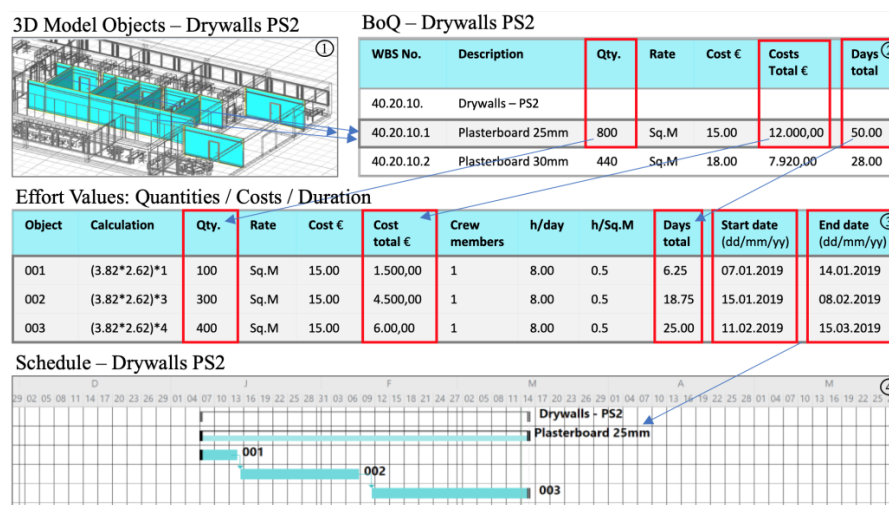 3D Model Objects – Drywalls PS2
①
BoQ – Drywalls PS2
WBS No. Description Qty. Rate Cost € Costs Total € Days total
40.20.10. Drywalls – PS2
40.20.10.1 Plasterboard 25mm 800 Sq.M 15.00 12.000,00 50.00
40.20.10.2 Plasterboard 30mm 440 Sq.M 18.00 7.920,00 28.00
Effort Values: Quantities / Costs / Duration
Object Calculation Qty. Rate Cost € Cost total € Crew members h/day h/Sq.M Days total Start date (dd/mm/yy) End date (dd/mm/yy) ③
001 (3.82*2.62)*1 100 Sq.M 15.00 1.500,00 1 8.00 0.5 6.25 07.01.2019 14.01.2019
002 (3.82*2.62)*3 300 Sq.M 15.00 4.500,00 1 8.00 0.5 18.75 15.01.2019 08.02.2019
003 (3.82*2.62)*4 400 Sq.M 15.00 6.00,00 1 8.00 0.5 25.00 11.02.2019 15.03.2019
Schedule – Drywalls PS2
D J F M A M ④
29 02 05 08 11 14 17 20 23 26 29 01 04 07 10 13 16 19 22 25 28 31 03 06 09 12 15 18 21 24 27 02 05 08 11 14 17 20 23 26 29 01 04 07 10 13 16 19 22 25 28 01 04 07 10 13 16 19 22 25
Drywalls - PS2
Plasterboard 25mm
001
002
003